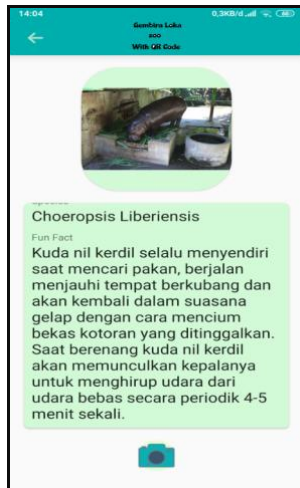 14:04
0,3KB/d
Gembira Loka
zoo
With QR Code
Species
Choeropsis Liberiensis
Fun Fact
Kuda nil kerdil selalu menyendiri
saat mencari pakan, berjalan
menjauhi tempat berkubang dan
akan kembali dalam suasana
gelap dengan cara mencium
bekas kotoran yang ditinggalkan.
Saat berenang kuda nil kerdil
akan memunculkan kepalanya
untuk menghirup udara dari
udara bebas secara periodik 4-5
menit sekali.